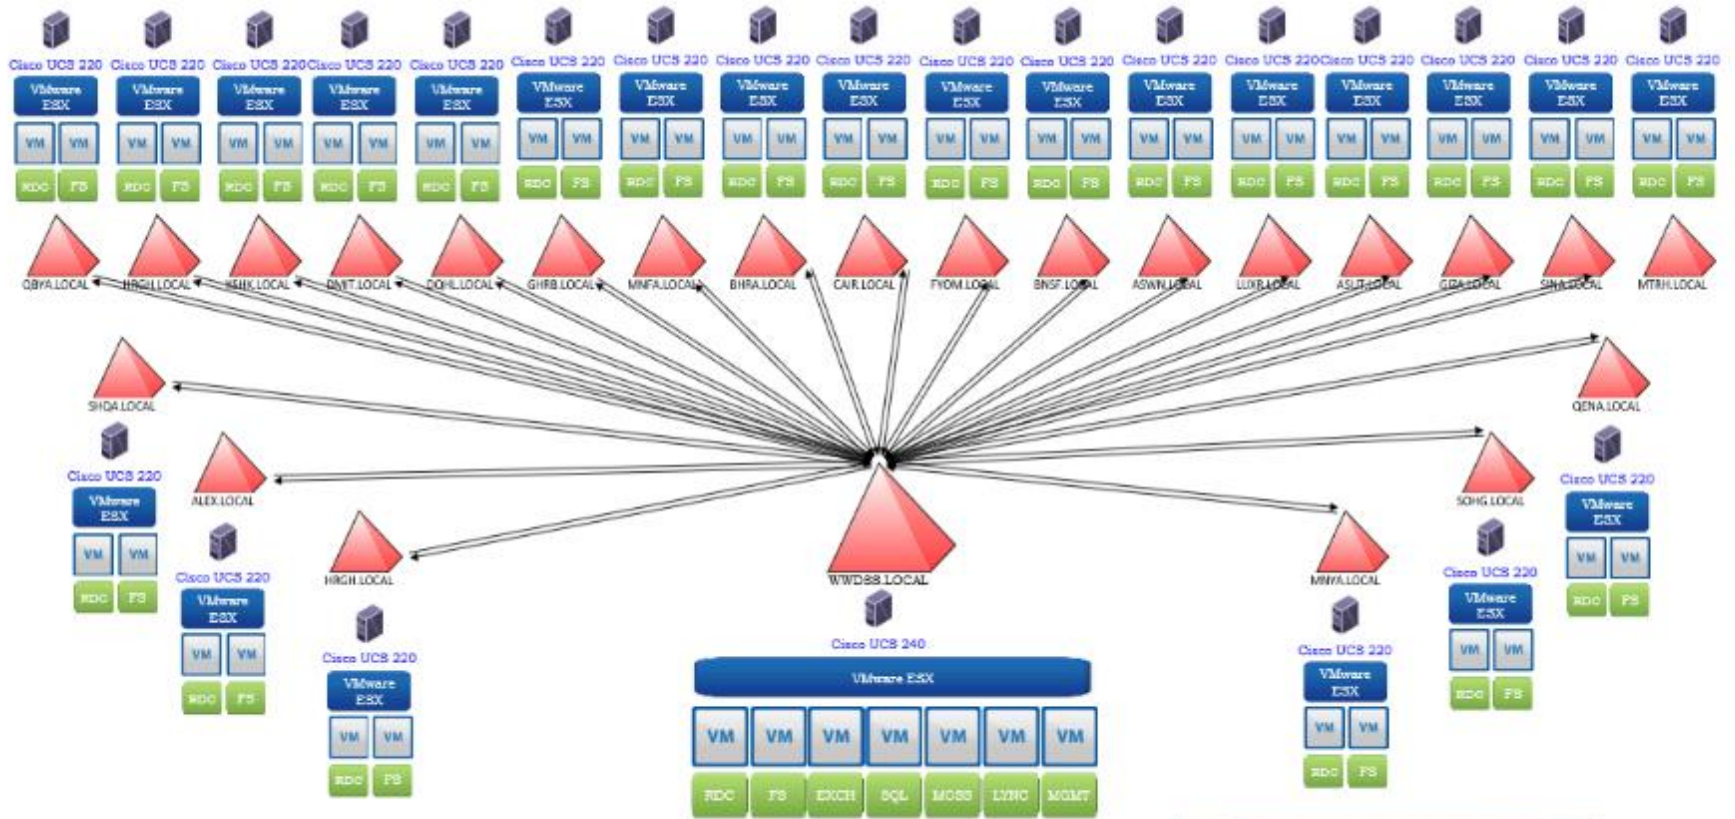 Cisco UCS 220 Cisco UCS 220 Cisco UCS 220 Cisco UCS 220 Cisco UCS 220 Cisco UCS 220 Cisco UCS 220 Cisco UCS 220 Cisco UCS 220 Cisco UCS 220 Cisco UCS 220 Cisco UCS 220 Cisco UCS 220 Cisco UCS 220 Cisco UCS 220 Cisco UCS 220 Cisco UCS 220
VMware VMware VMware VMware VMware VMware VMware VMware VMware VMware VMware VMware VMware VMware VMware VMware VMware
ESX ESX ESX ESX ESX ESX ESX ESX ESX ESX ESX ESX ESX ESX ESX ESX ESX
VM VM VM VM VM VM VM VM VM VM VM VM VM VM VM VM VM VM VM VM VM VM VM VM VM VM VM VM VM VM VM VM VM VM
RDC FS RDC FS RDC FS RDC FS RDC FS RDC FS RDC FS RDC FS RDC FS RDC FS RDC FS RDC FS RDC FS RDC FS RDC FS RDC FS RDC FS
QBYA.LOCAL HRGH.LOCAL DMIT.LOCAL DQHL.LOCAL GHRB.LOCAL MNFA.LOCAL BHRA.LOCAL CAIR.LOCAL FYOM.LOCAL BNSF.LOCAL ASWN.LOCAL LUXR.LOCAL ASUT.LOCAL GIZA.LOCAL SINA.LOCAL MTRH.LOCAL
SHQA.LOCAL
Cisco UCS 220
VMware
ESX
VM VM
RDC FS
ALEX.LOCAL
Cisco UCS 220
VMware
ESX
VM VM
RDC FS
HRGH.LOCAL
Cisco UCS 220
VMware
ESX
VM VM
RDC FS
WWDSS.LOCAL
Cisco UCS 240
VMware ESX
VM VM VM VM VM VM VM
RDC FS EXCH SQL MOSS LYNC MGMT
MNYA.LOCAL
Cisco UCS 220
VMware
ESX
VM VM
RDC FS
SOHG.LOCAL
Cisco UCS 220
VMware
ESX
VM VM
RDC FS
QENA.LOCAL
Cisco UCS 220
VMware
ESX
VM VM
RDC FS